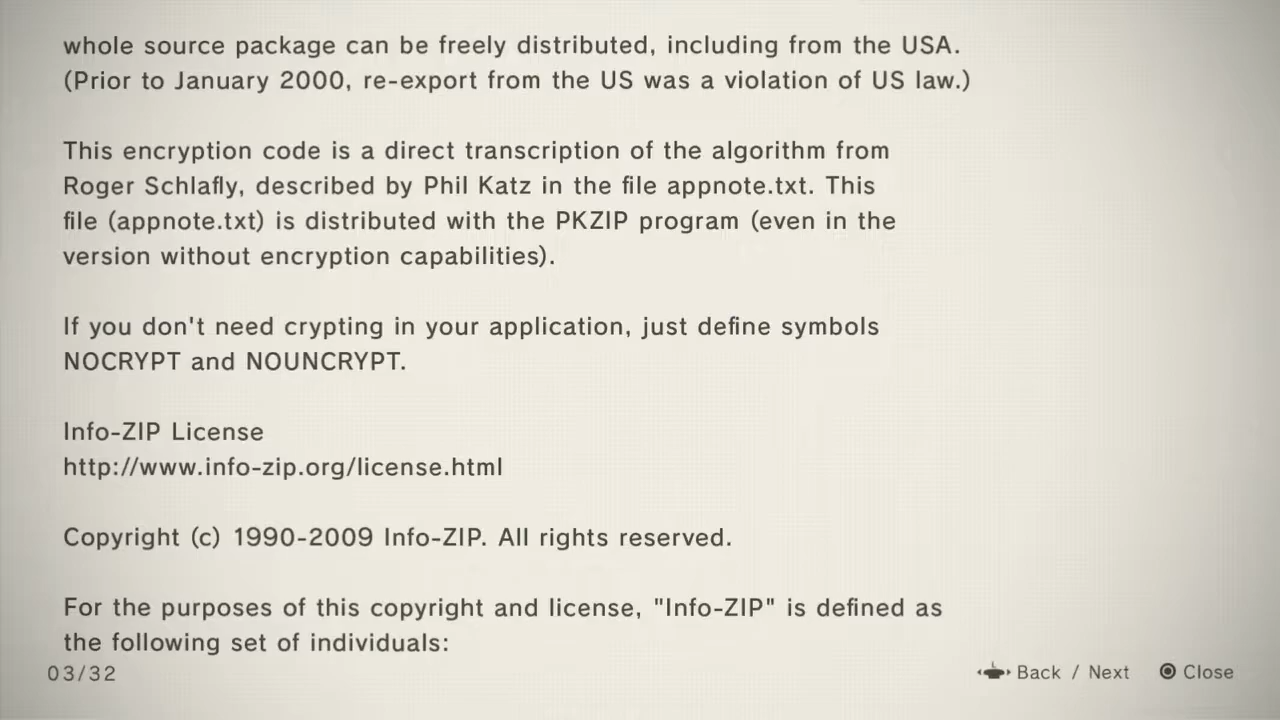 whole source package can be freely distributed, including from the USA.
(Prior to January 2000, re-export from the US was a violation of US law.)
This encryption code is a direct transcription of the algorithm from
Roger Schlafly, described by Phil Katz in the file appnote.txt. This
file (appnote.txt) is distributed with the PKZIP program (even in the
version without encryption capabilities).
If you don't need crypting in your application, just define symbols
NOCRYPT and NOUNCRYPT.
Info-ZIP License
http://www.info-zip.org/license.html
Copyright (c) 1990-2009 Info-ZIP. All rights reserved.
For the purposes of this copyright and license, "Info-ZIP" is defined as
the following set of individuals:
03/32 Back / Next Close